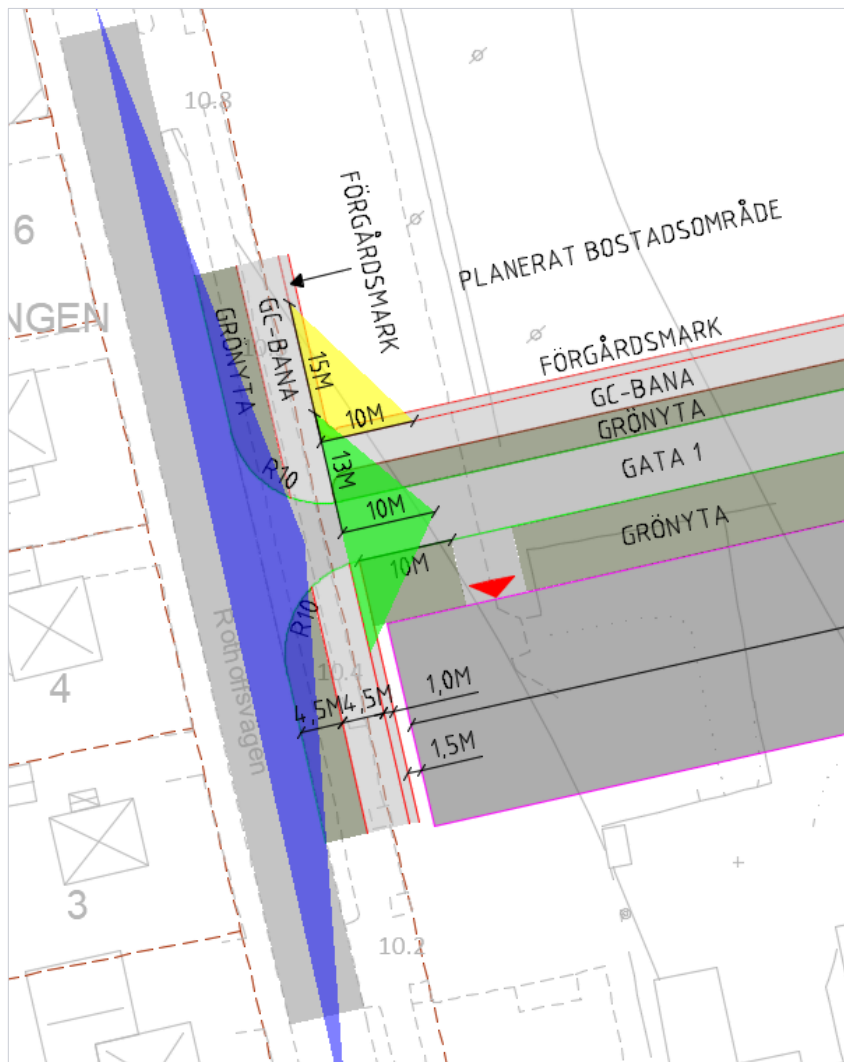 10.8
6
NGEN
FÖRGÅRDSMARK
PLANERAT BOSTADSOMRÅDE
GRÖNYTA
GC-BANA
15M
10M
FÖRGÅRDSMARK
GC-BANA
GRÖNYTA
GATA 1
GRÖNYTA
R10
13M
10M
10M
R10
4
Rothoffsvägen
10.4
4,5M
4,5M
1,0M
1,5M
3
10.2